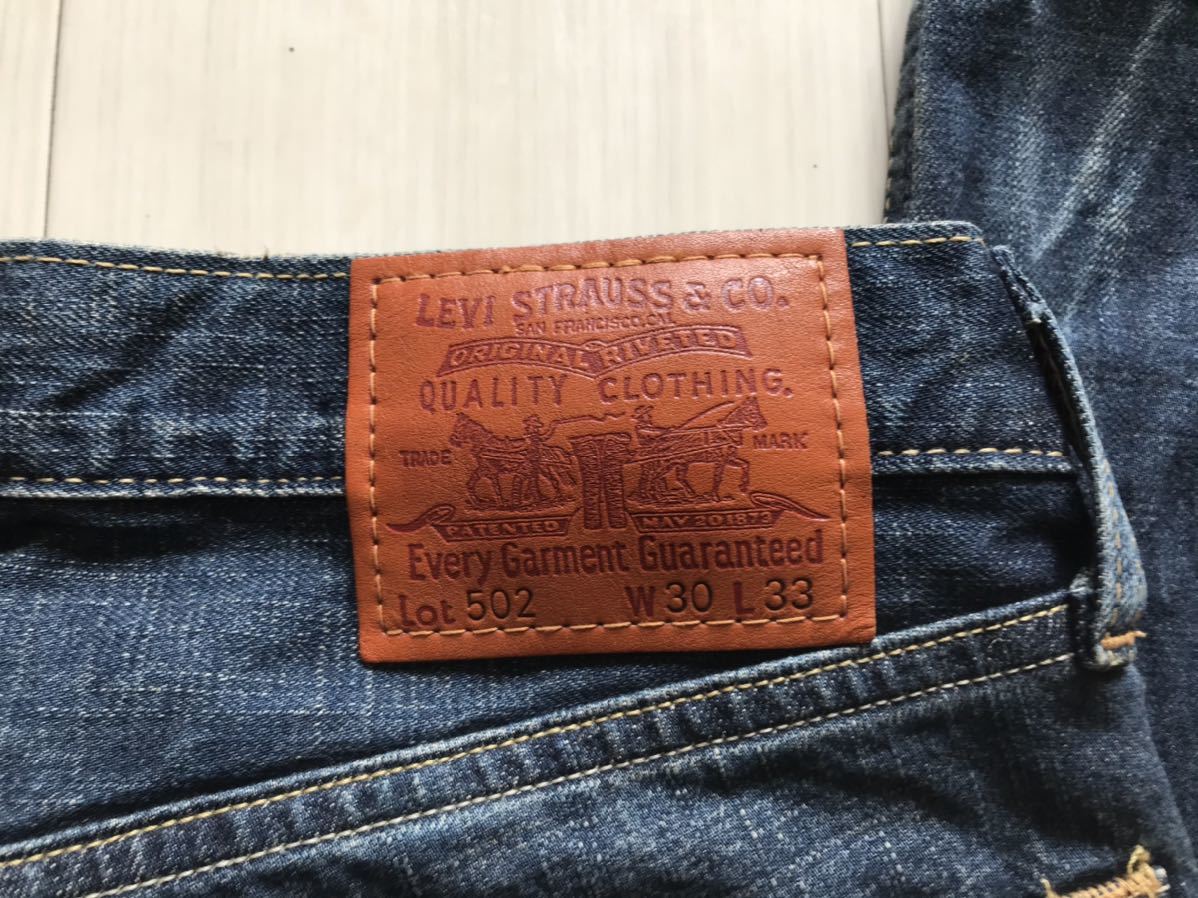 LEVI STRAUSS & CO.
SAN FRANCISCO, CAL
ORIGINAL RIVETED
QUALITY CLOTHING.
TRADE MARK
PATENTED MAY 20 1873
Every Garment Guaranteed
Lot 502 W 30 L 33